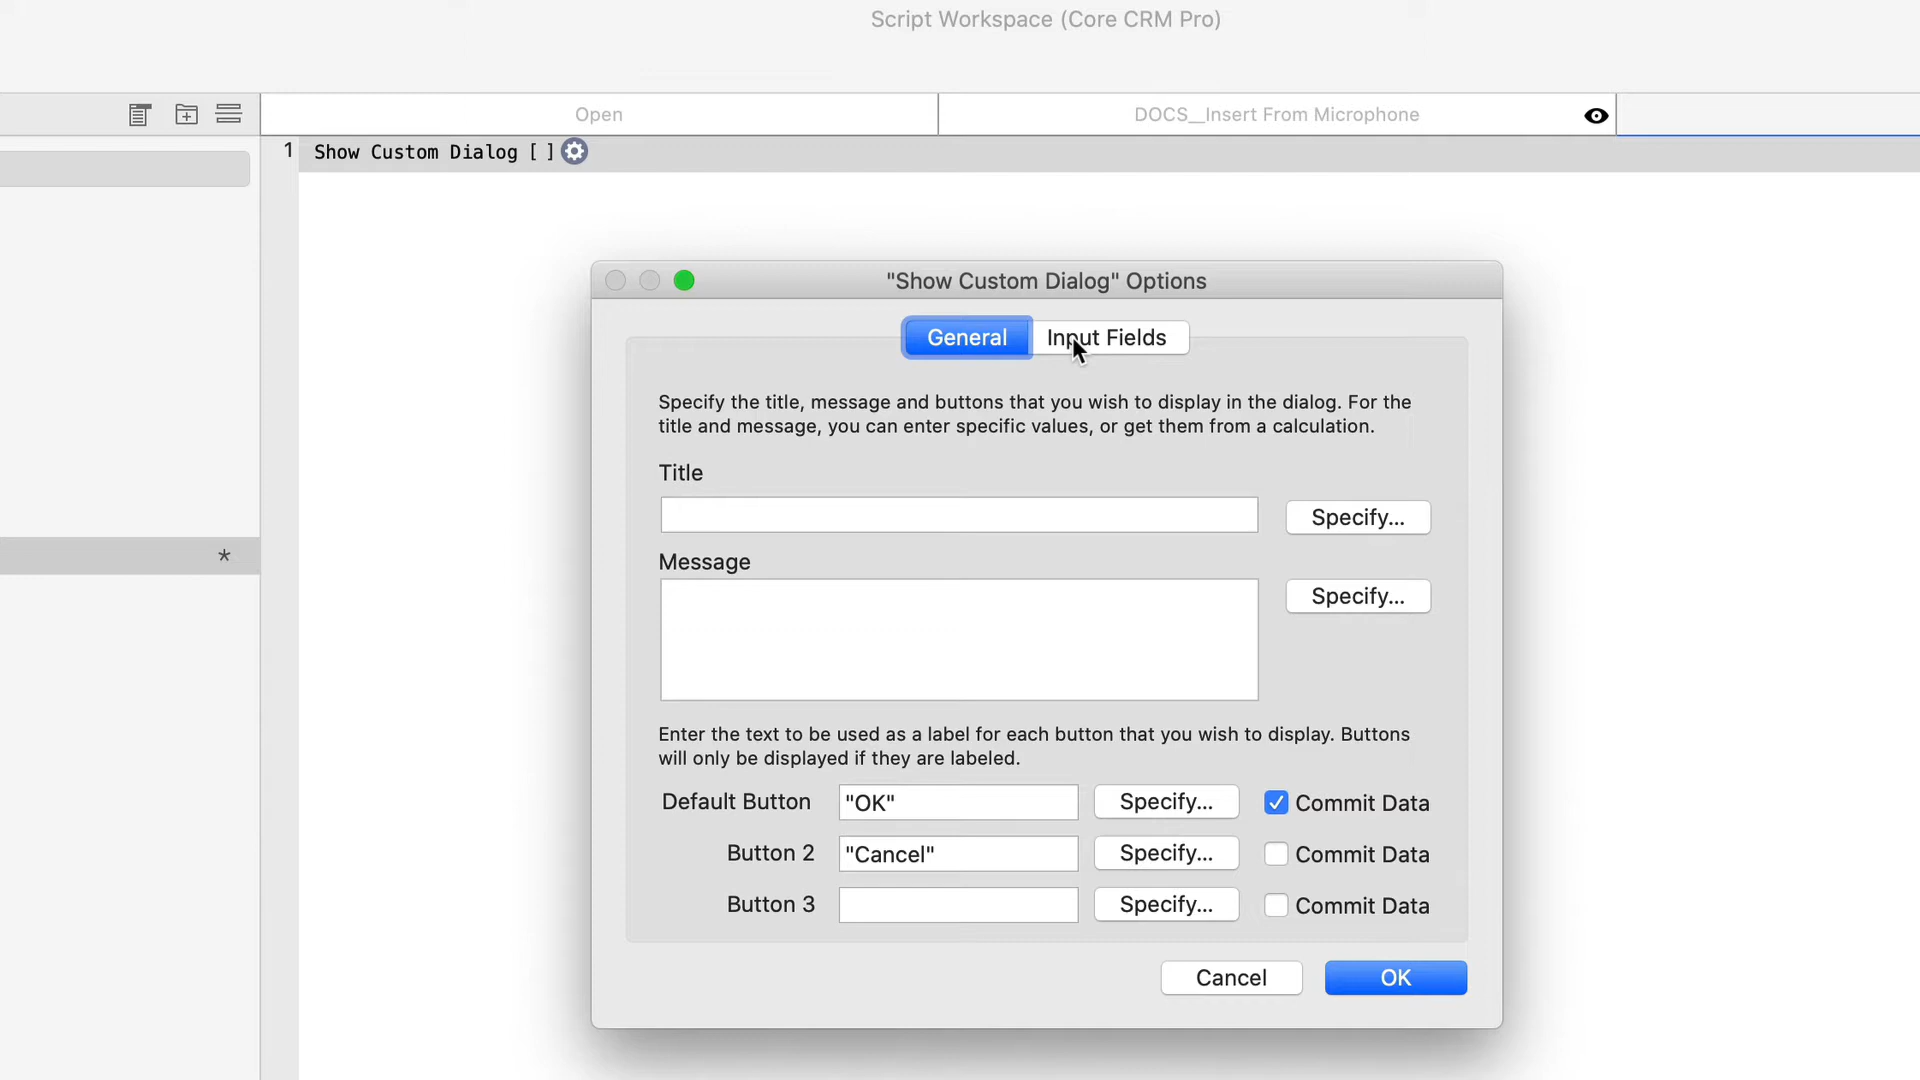 Script Workspace (Core CRM Pro)
Open
DOCS__Insert From Microphone
1 Show Custom Dialog [ ]
"Show Custom Dialog" Options
General
Input Fields
Specify the title, message and buttons that you wish to display in the dialog. For the
title and message, you can enter specific values, or get them from a calculation.
Title
Specify...
Message
Specify...
*
Enter the text to be used as a label for each button that you wish to display. Buttons
will only be displayed if they are labeled.
Default Button "OK" Specify... Commit Data
Button 2 "Cancel" Specify... Commit Data
Button 3 Specify... Commit Data
Cancel
OK